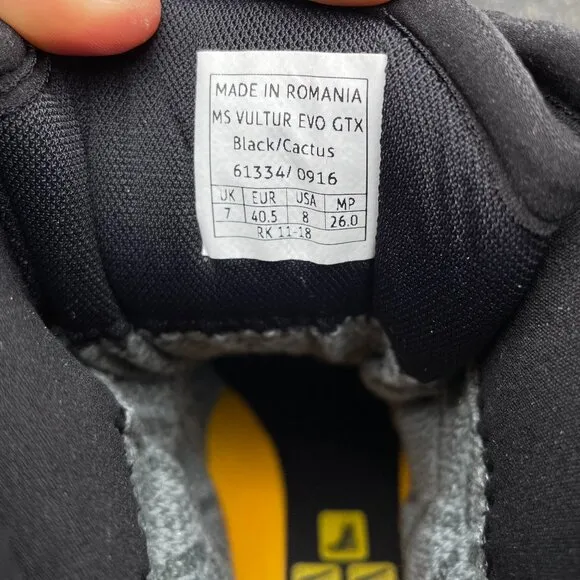 MADE IN ROMANIA
MS VULTUR EVO GTX
Black/Cactus
61334/ 0916
UK EUR USA MP
7 40.5 8 26.0
RK 11-18